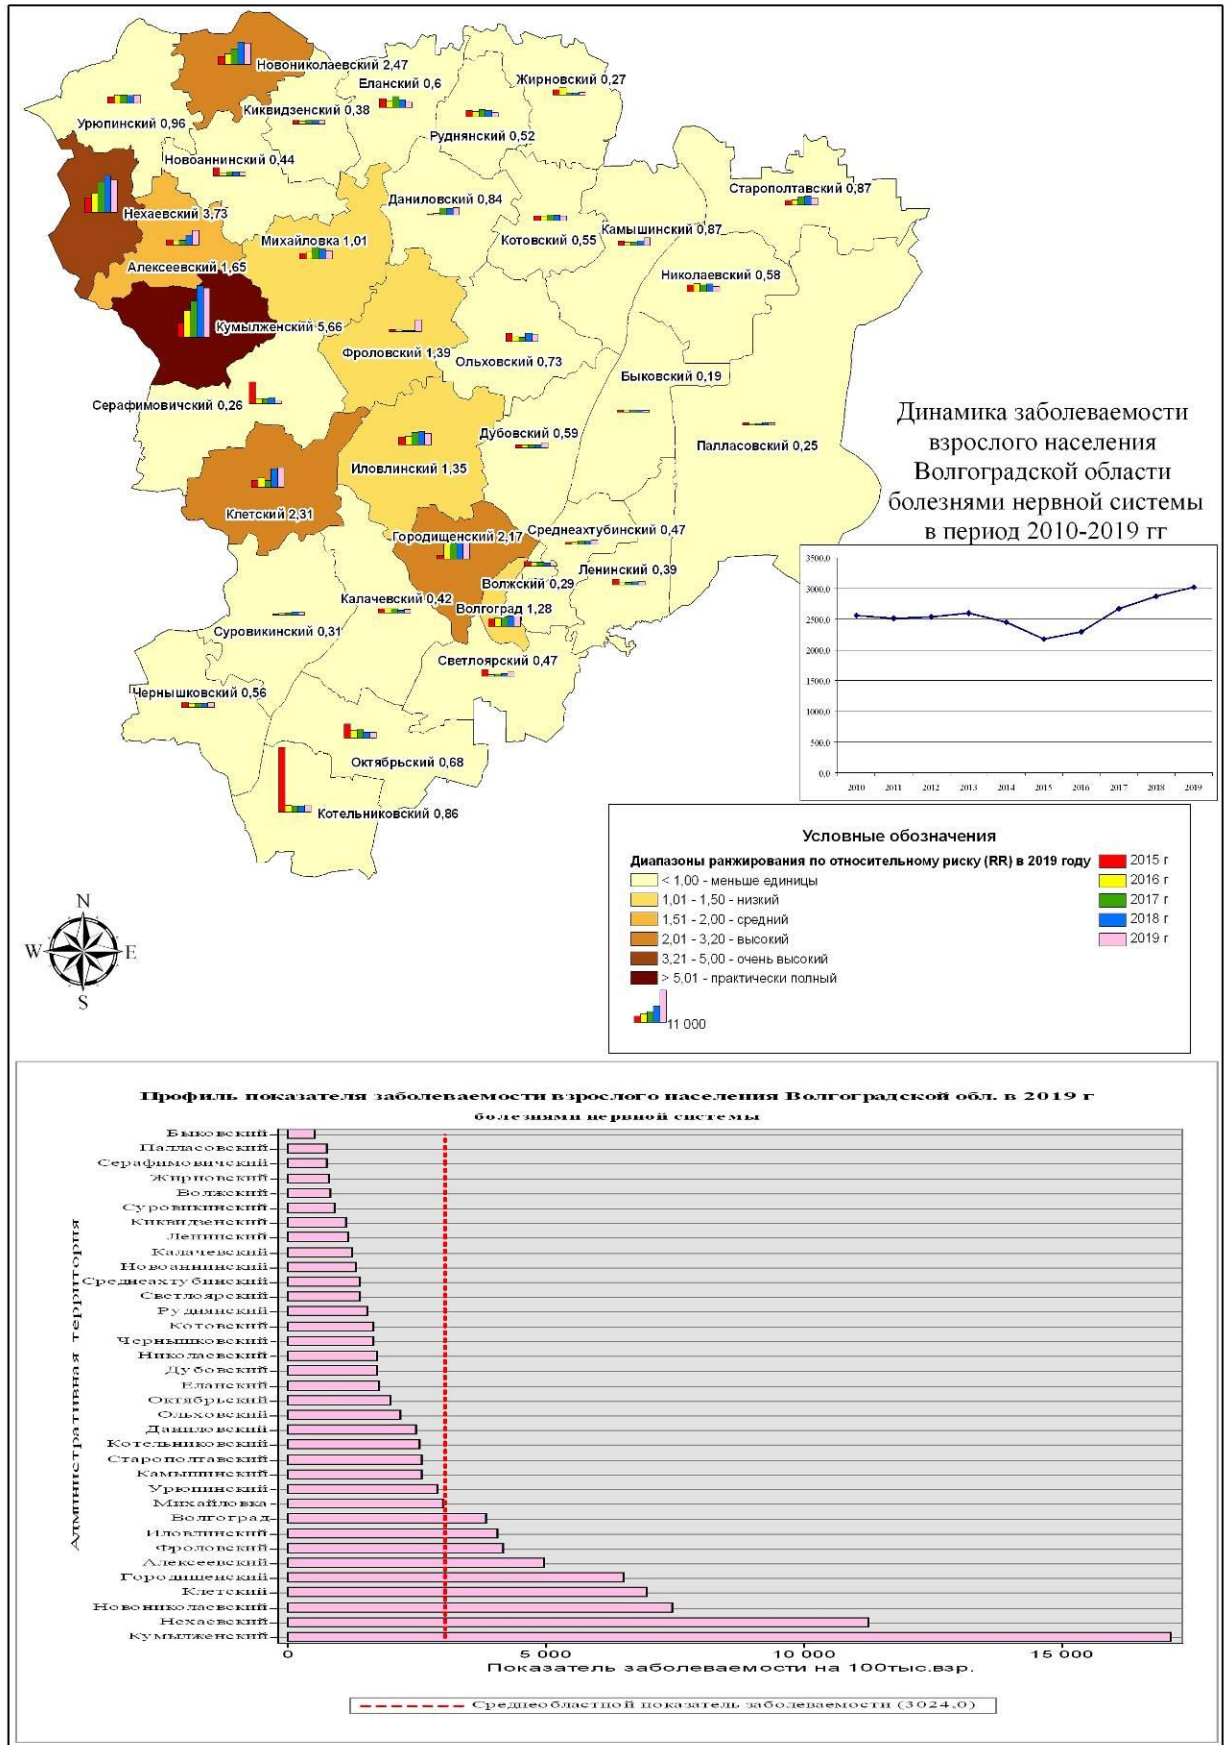 Новониколаевский 2,47
Еланский 0,6
Жирновский 0,27
Урюпинский 0,96
Киквидзенский 0,38
Руднянский 0,52
Новоаннинский 0,44
Старополтавский 0,87
Нехаевский 3,73
Даниловский 0,84
Михайловка 1,01
Котовский 0,55
Камышинский 0,87
Алексеевский 1,65
Николаевский 0,58
Кумылженский 5,66
Фроловский 1,39
Ольховский 0,73
Быковский 0,19
Серафимовичский 0,26
Дубовский 0,59
Палласовский 0,25
Иловлинский 1,35
Клетский 2,31
Городищенский 2,17
Среднеахтубинский 0,47
Ленинский 0,39
Волжский 0,29
Калачевский 0,42
Волгоград 1,28
Суровикинский 0,31
Светлоярский 0,47
Чернышковский 0,56
Октябрьский 0,68
Котельниковский 0,86
Динамика заболеваемости
взрослого населения
Волгоградской области
болезнями нервной системы
в период 2010-2019 гг
3500,0
3000,0
2500,0
2000,0
1500,0
1000,0
500,0
0,0
2010 2011 2012 2013 2014 2015 2016 2017 2018 2019
Условные обозначения
Диапазоны ранжирования по относительному риску (RR) в 2019 году
< 1,00 - меньше единицы
1,01 - 1,50 - низкий
1,51 - 2,00 - средний
2,01 - 3,20 - высокий
3,21 - 5,00 - очень высокий
> 5,01 - практически полный
11 000
2015 г
2016 г
2017 г
2018 г
2019 г
N
W E
S
Профиль показателя заболеваемости взрослого населения Волгоградской обл. в 2019 г
болезнями нервной системы
Административная территория
Быковский
Палласовский
Серафимовичский
Жирновский
Волжский
Суровикинский
Киквидзенский
Ленинский
Калачевский
Новоаннинский
Среднеахтубинский
Светлоярский
Руднянский
Котовский
Чернышковский
Николаевский
Дубовский
Еланский
Октябрьский
Ольховский
Даниловский
Котельниковский
Старополтавский
Камышинский
Урюпинский
Михайловка
Волгоград
Иловлинский
Фроловский
Алексеевский
Городищенский
Клетский
Новониколаевский
Нехаевский
Кумылженский
0 5 000 10 000 15 000
Показатель заболеваемости на 100тыс.взр.
Среднеобластной показатель заболеваемости (3024,0)